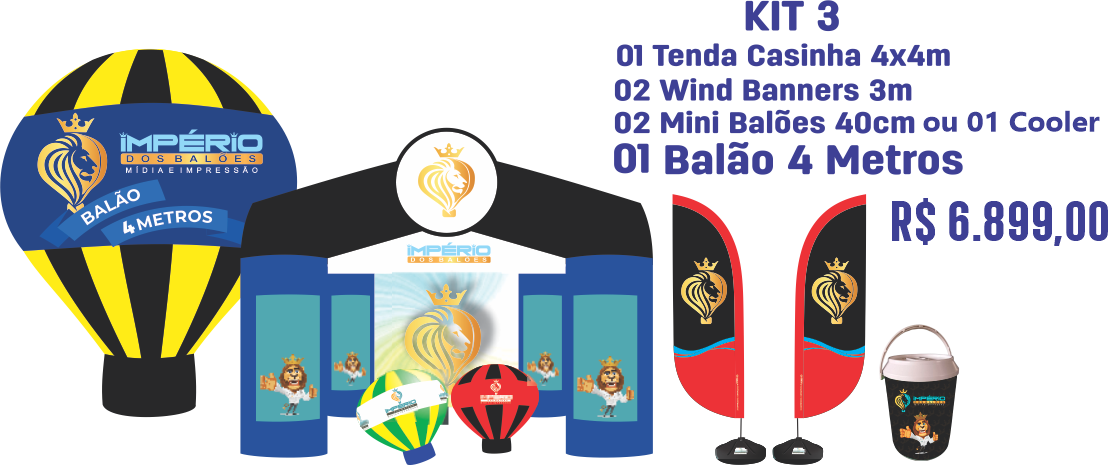 KIT 3
01 Tenda Casinha 4x4m
02 Wind Banners 3m
02 Mini Balões 40cm ou 01 Cooler
01 Balão 4 Metros
R$ 6.899,00
IMPÉRIO
DOS BALÕES
MÍDIA E IMPRESSÃO
BALÃO
4 METROS
IMPÉRIO
DOS BALÕES
IMPÉRIO